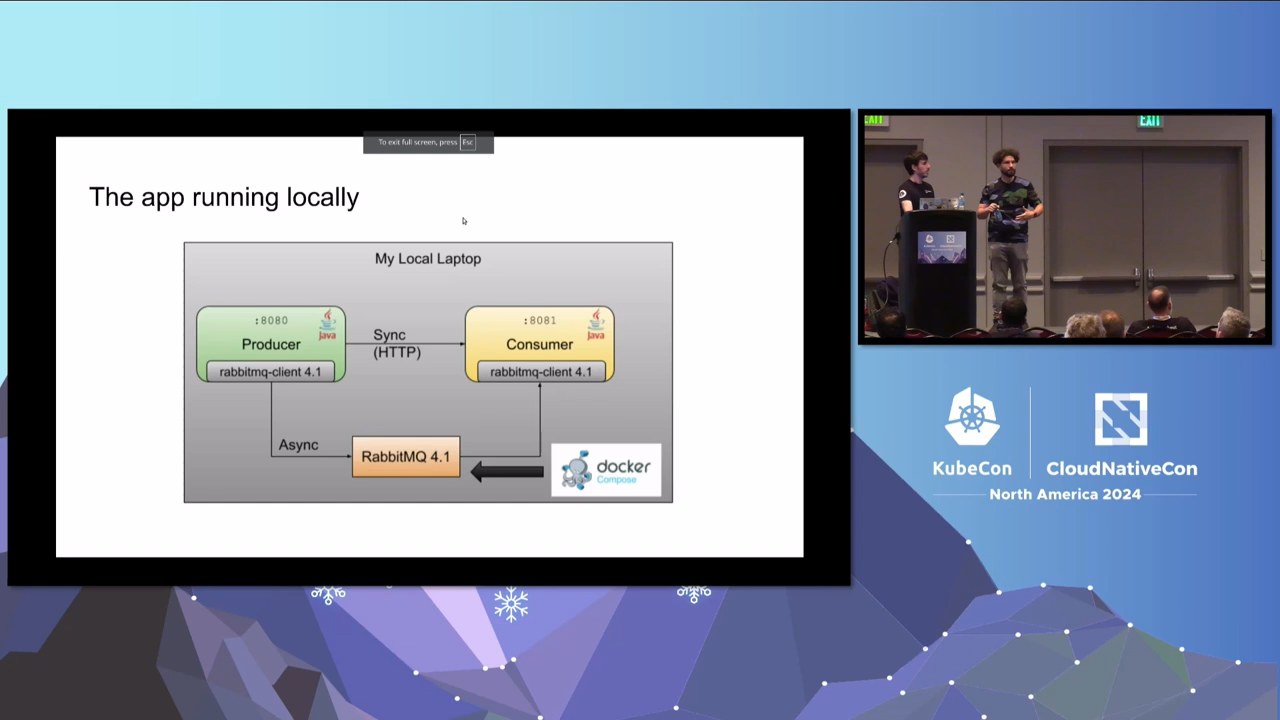 To exit full screen, press Esc
The app running locally
My Local Laptop
:8080
Producer
Java
rabbitmq-client 4.1
Sync
(HTTP)
:8081
Consumer
Java
rabbitmq-client 4.1
Async
RabbitMQ 4.1
docker
Compose
EXIT
EXIT
KubeCon
CloudNativeCon
North America 2024